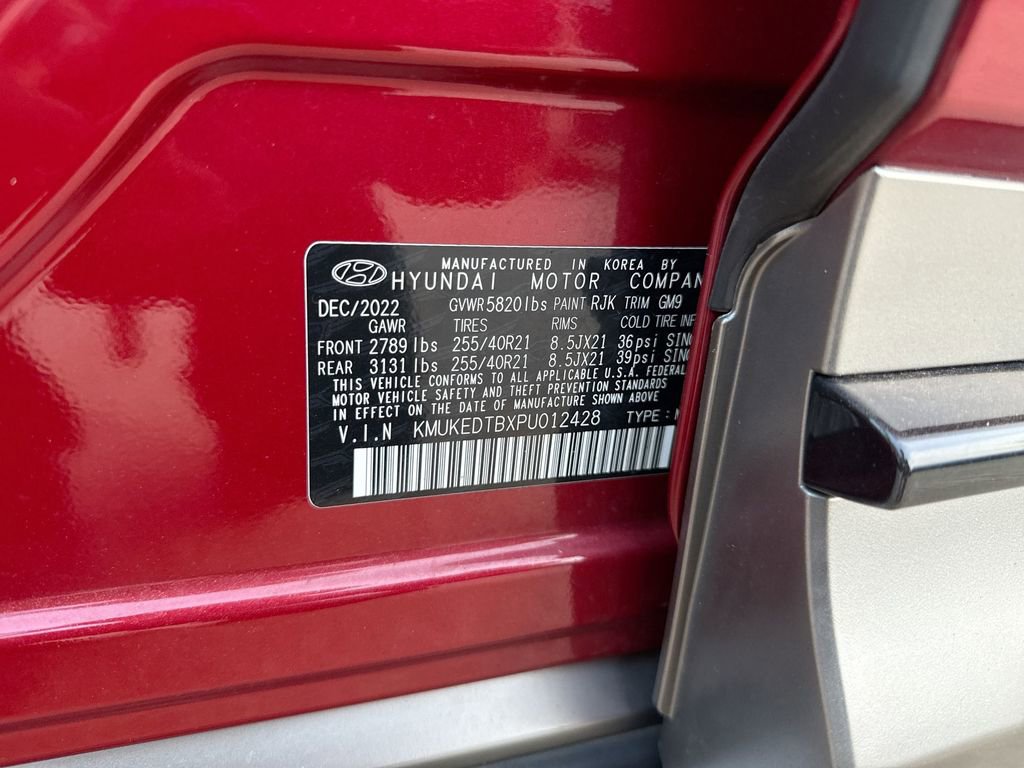 MANUFACTURED IN KOREA BY
HYUNDAI MOTOR COMPAN
DEC/2022 GVWR 5820lbs PAINT RJK TRIM GM9
GAWR TIRES RIMS COLD TIRE INF
FRONT 2789lbs 255/40R21 8.5JX21 36psi SING
REAR 3131lbs 255/40R21 8.5JX21 39psi SING
THIS VEHICLE CONFORMS TO ALL APPLICABLE U.S.A. FEDERAL
MOTOR VEHICLE SAFETY AND THEFT PREVENTION STANDARDS
IN EFFECT ON THE DATE OF MANUFACTURE SHOWN ABOVE
V.I.N KMUKEDTBXPU012428 TYPE :